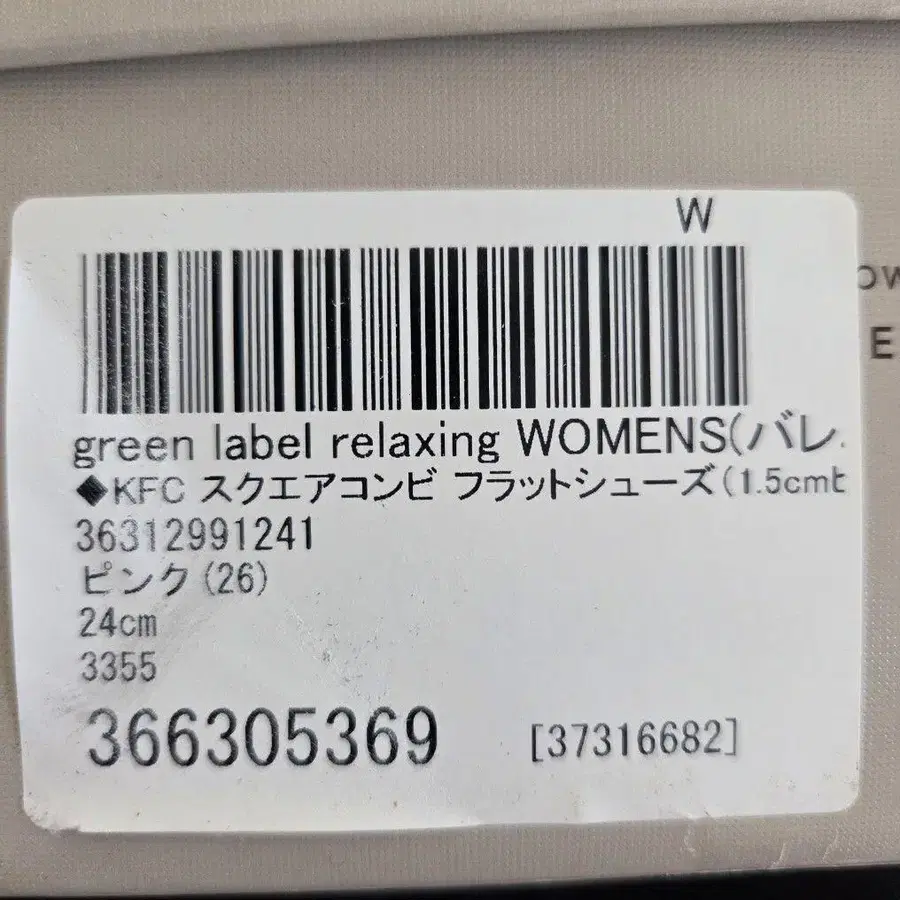 W
green label relaxing WOMENS(バレ
◆KFC スクエアコンビ フラットシューズ(1.5cmt
36312991241
ピンク(26)
24cm
3355
366305369 [37316682]
E